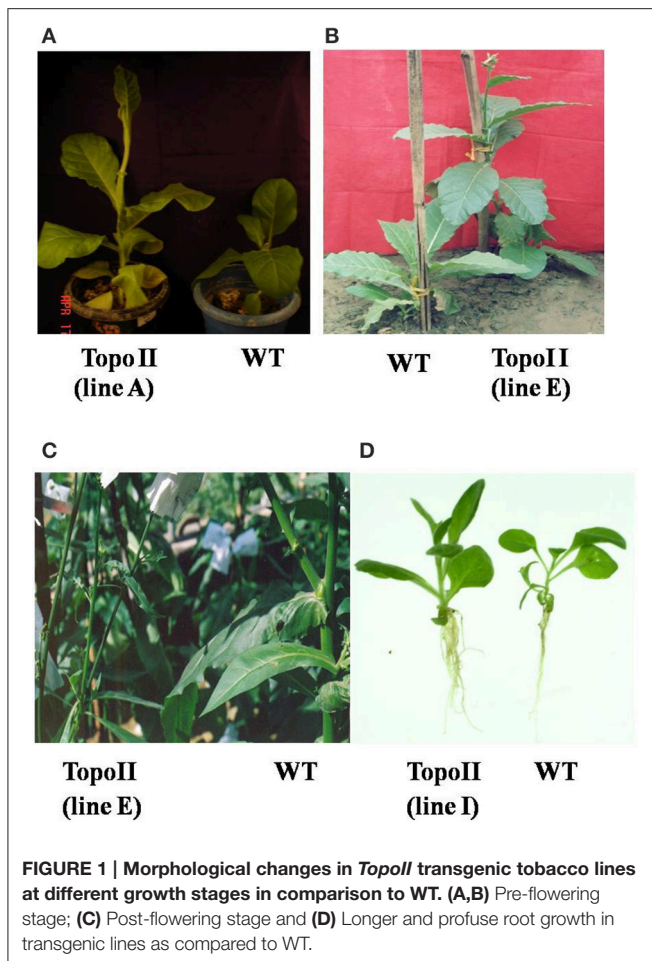 A
B
APR 17
Topo II
(line A)
WT
WT
TopoII
(line E)
C
D
TopoII
(line E)
WT
TopoII
(line I)
WT
FIGURE 1 | Morphological changes in TopoII transgenic tobacco lines
at different growth stages in comparison to WT. (A,B) Pre-flowering
stage; (C) Post-flowering stage and (D) Longer and profuse root growth in
transgenic lines as compared to WT.